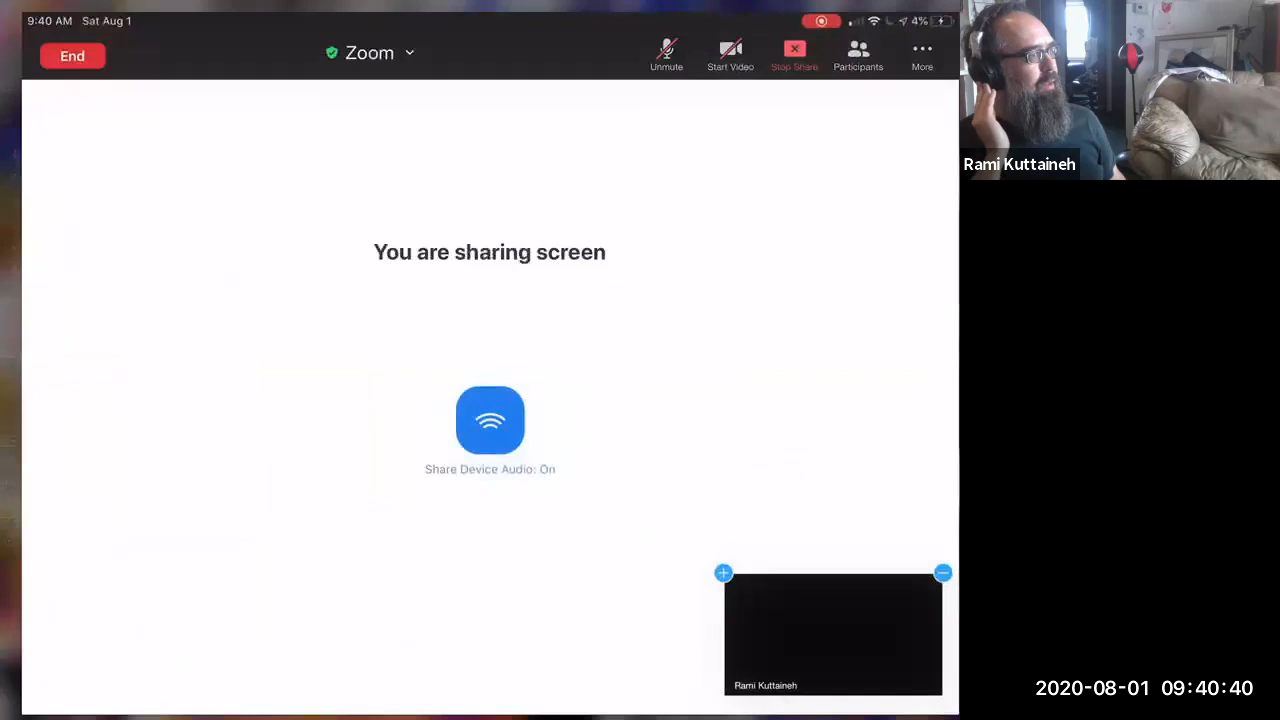 9:40 AM Sat Aug 1
4%
End
Zoom
Unmute
Start Video
Stop Share
Participants
More
Rami Kuttaineh
You are sharing screen
Share Device Audio: On
Rami Kuttaineh
2020-08-01 09:40:40